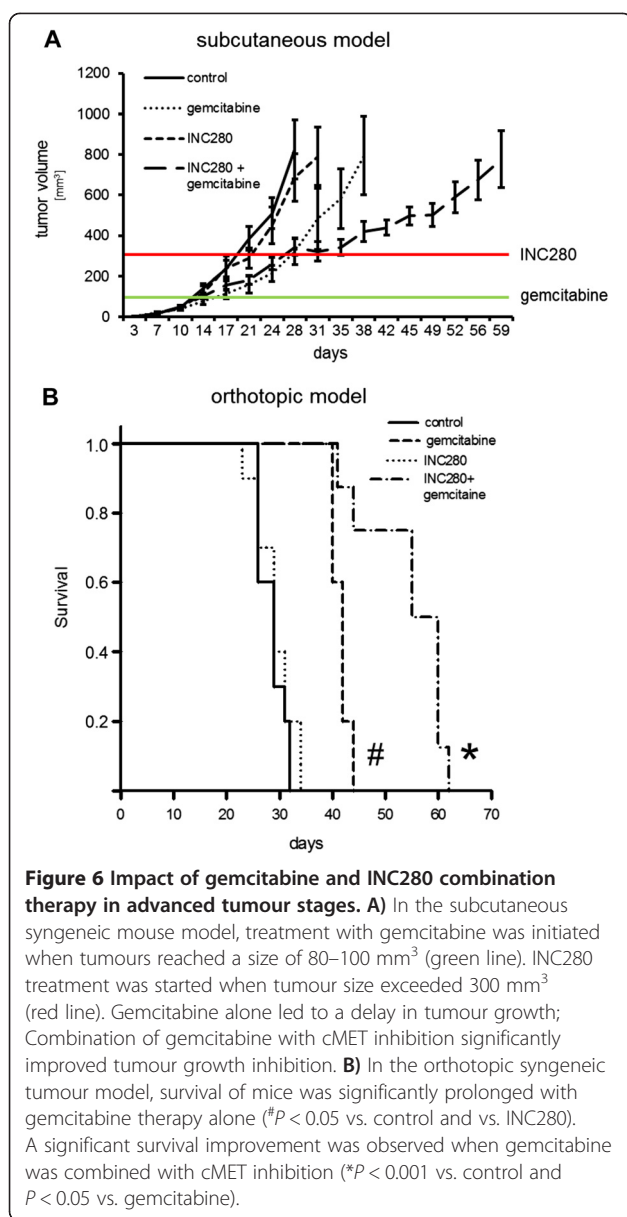 A
subcutaneous model
1200
1000
800
600
400
200
0
tumor volume
[mm³]
control
gemcitabine
INC280
INC280 +
gemcitabine
INC280
gemcitabine
3 7 10 14 17 21 24 28 31 35 38 42 45 49 52 56 59
days
B
orthotopic model
control
gemcitabine
INC280
INC280+
gemcitaine
1.0
0.8
0.6
0.4
0.2
Survival
# *
0 10 20 30 40 50 60 70
days
Figure 6 Impact of gemcitabine and INC280 combination
therapy in advanced tumour stages. A) In the subcutaneous
syngeneic mouse model, treatment with gemcitabine was initiated
when tumours reached a size of 80–100 mm³ (green line). INC280
treatment was started when tumour size exceeded 300 mm³
(red line). Gemcitabine alone led to a delay in tumour growth;
Combination of gemcitabine with cMET inhibition significantly
improved tumour growth inhibition. B) In the orthotopic syngeneic
tumour model, survival of mice was significantly prolonged with
gemcitabine therapy alone (#P < 0.05 vs. control and vs. INC280).
A significant survival improvement was observed when gemcitabine
was combined with cMET inhibition (*P < 0.001 vs. control and
P < 0.05 vs. gemcitabine).